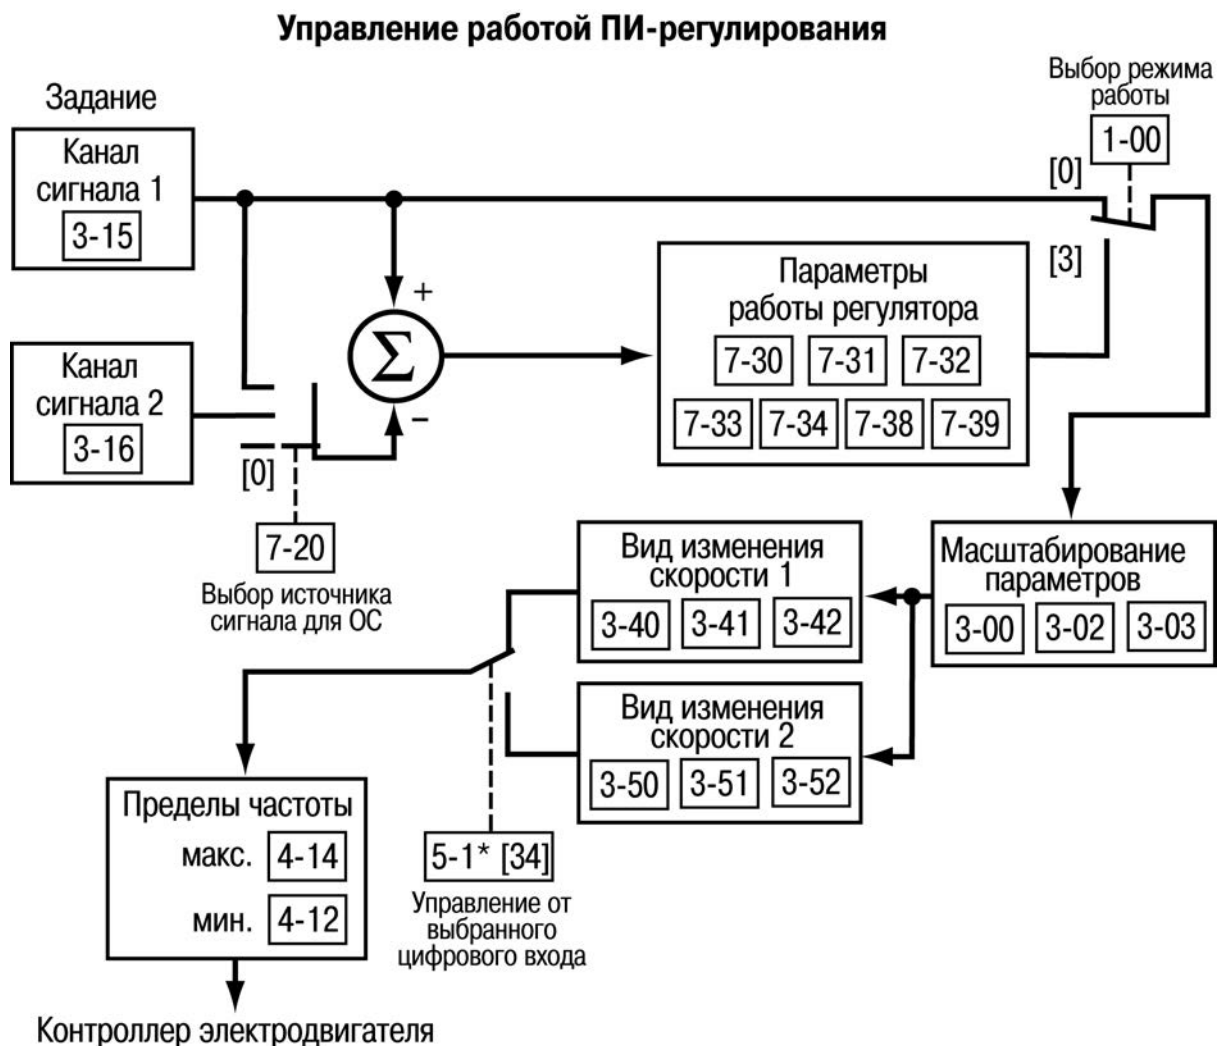 Управление работой ПИ-регулирования
Выбор режима
работы
1-00
Задание
Канал
сигнала 1
3-15
[0]
[3]
Параметры
работы регулятора
7-30 7-31 7-32
7-33 7-34 7-38 7-39
+
Σ
−
Канал
сигнала 2
3-16
[0]
7-20
Выбор источника
сигнала для ОС
Вид изменения
скорости 1
3-40 3-41 3-42
Масштабирование
параметров
3-00 3-02 3-03
Вид изменения
скорости 2
3-50 3-51 3-52
Пределы частоты
макс. 4-14
мин. 4-12
5-1* [34]
Управление от
выбранного
цифрового входа
Контроллер электродвигателя